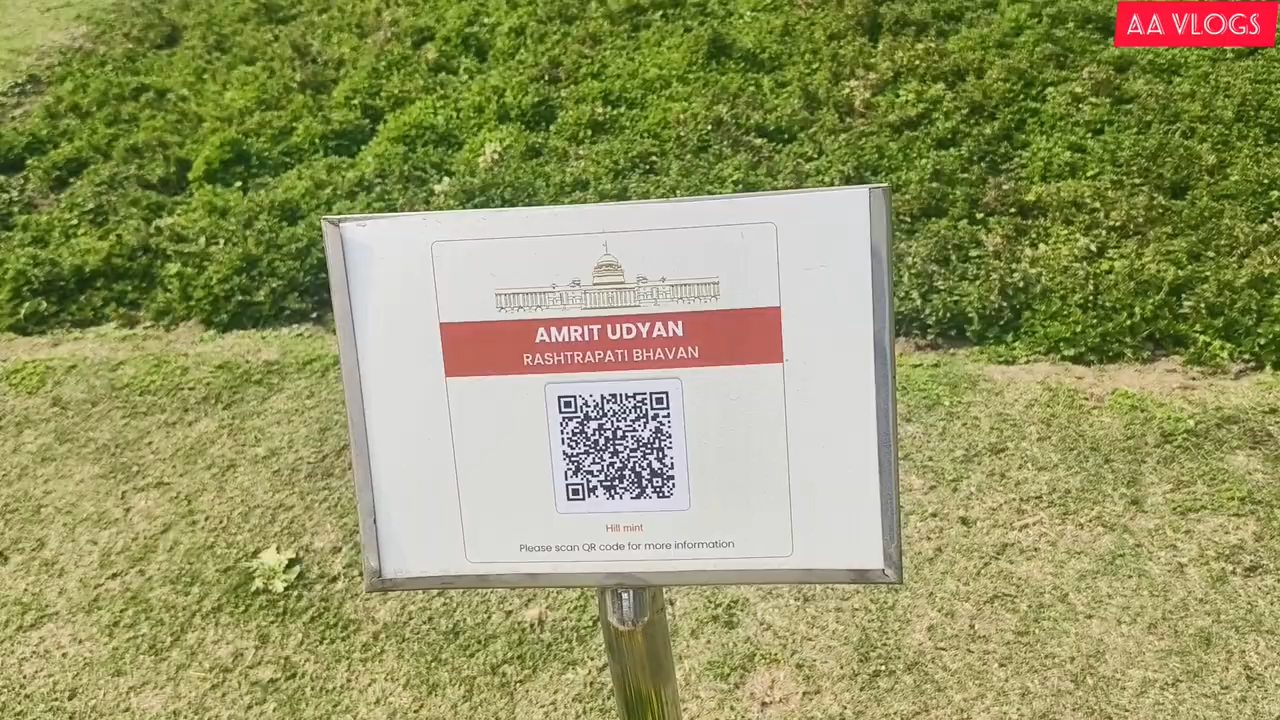 AA VLOGS
AMRIT UDYAN
RASHTRAPATI BHAVAN
Hill mint
Please scan QR code for more information